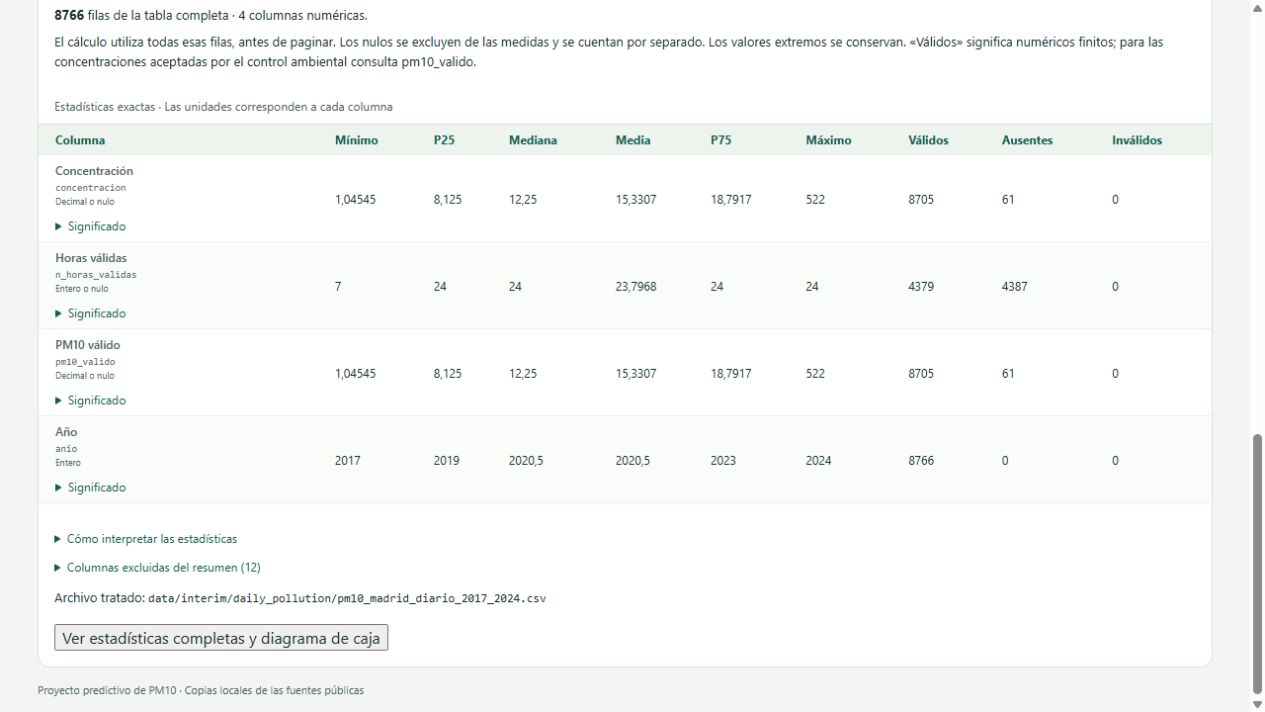 8766 filas de la tabla completa · 4 columnas numéricas.
El cálculo utiliza todas esas filas, antes de paginar. Los nulos se excluyen de las medidas y se cuentan por separado. Los valores extremos se conservan. «Válidos» significa numéricos finitos; para las
concentraciones aceptadas por el control ambiental consulta pm10_valido.
Estadísticas exactas · Las unidades corresponden a cada columna
Columna Mínimo P25 Mediana Media P75 Máximo Válidos Ausentes Inválidos
Concentración
concentracion
Decimal o nulo
1,04545 8,125 12,25 15,3307 18,7917 522 8705 61 0
▶ Significado
Horas válidas
n_horas_validas
Entero o nulo
7 24 24 23,7968 24 24 4379 4387 0
▶ Significado
PM10 válido
pm10_valido
Decimal o nulo
1,04545 8,125 12,25 15,3307 18,7917 522 8705 61 0
▶ Significado
Año
anio
Entero
2017 2019 2020,5 2020,5 2023 2024 8766 0 0
▶ Significado
▶ Cómo interpretar las estadísticas
▶ Columnas excluidas del resumen (12)
Archivo tratado: data/interim/daily_pollution/pm10_madrid_diario_2017_2024.csv
Ver estadísticas completas y diagrama de caja
Proyecto predictivo de PM10 · Copias locales de las fuentes públicas